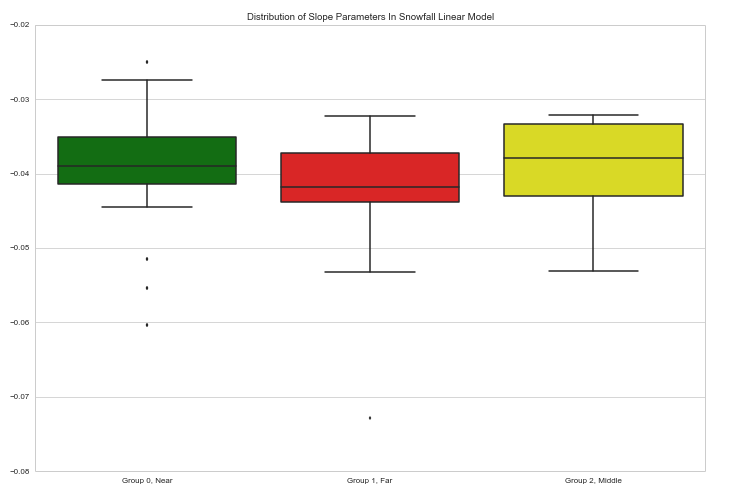 Distribution of Slope Parameters In Snowfall Linear Model
−0.02
−0.03
−0.04
−0.05
−0.06
−0.07
−0.08
Group 0, Near
Group 1, Far
Group 2, Middle